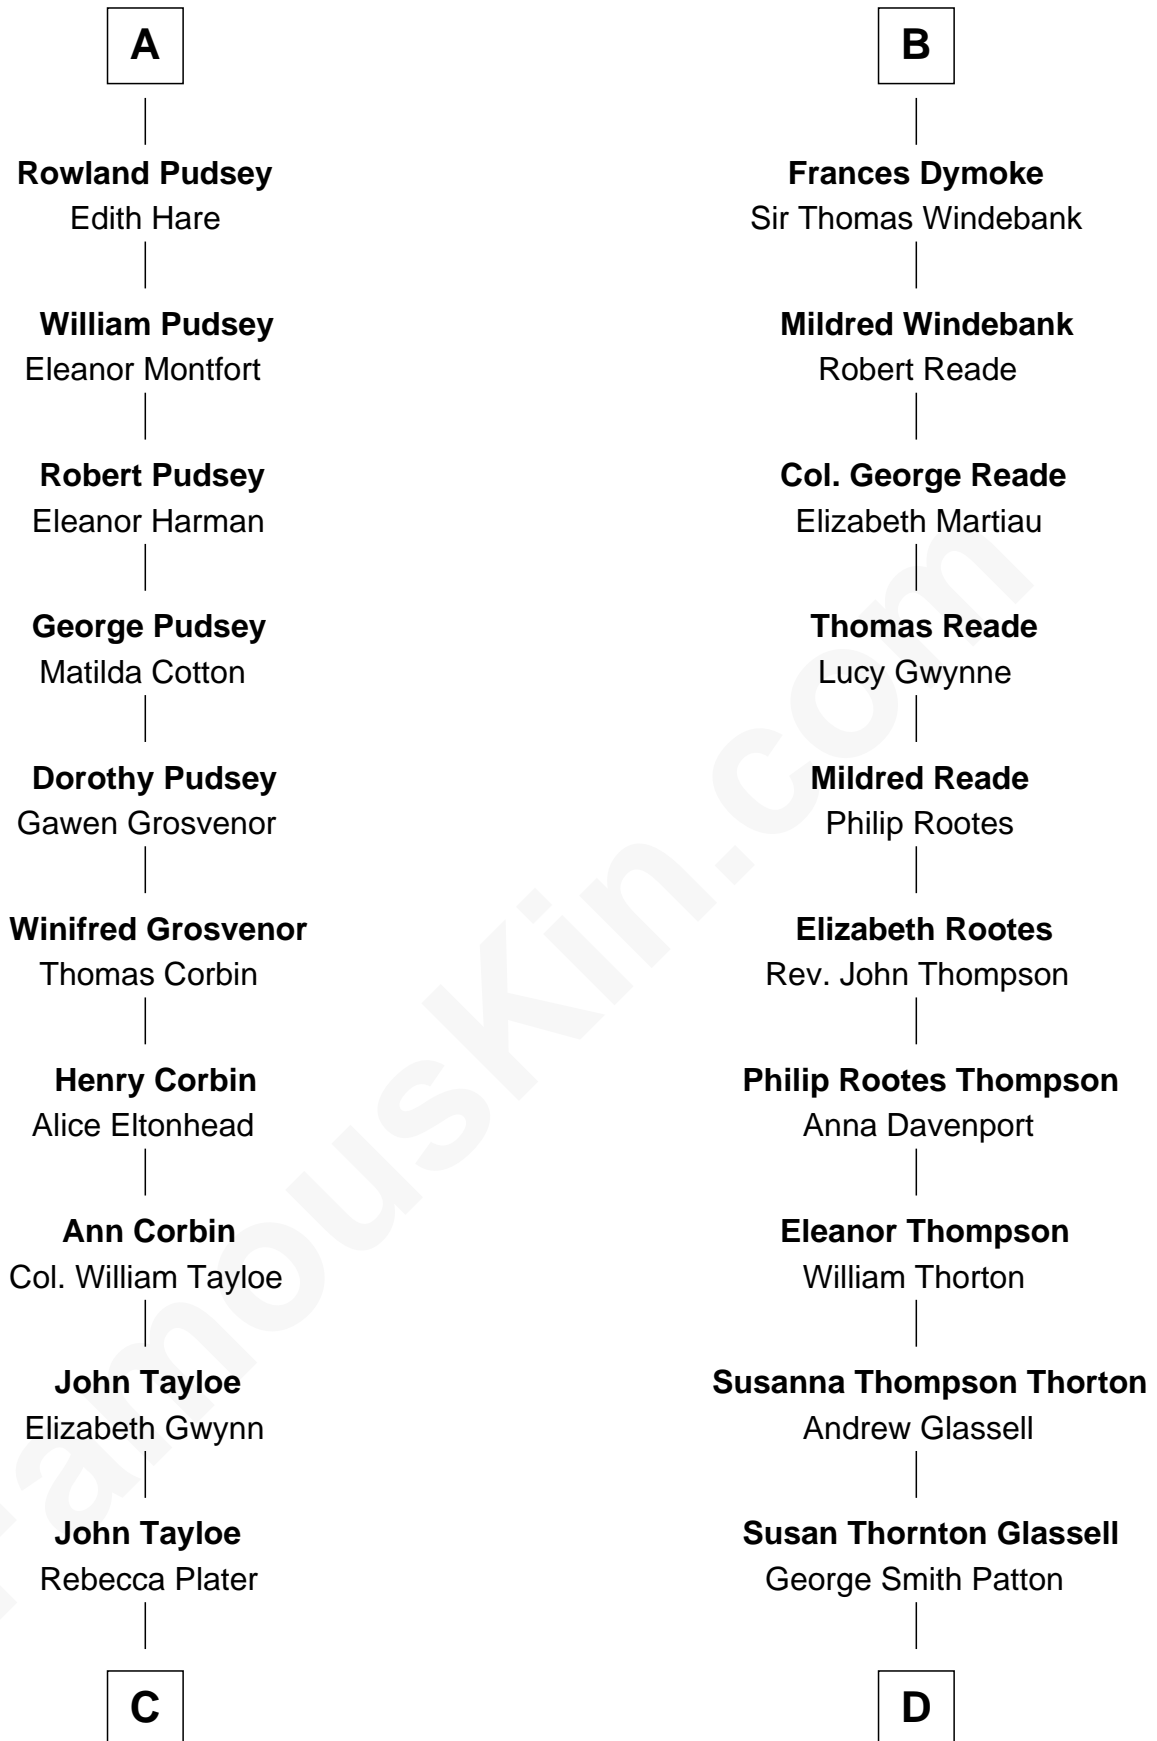 A
Rowland Pudsey
Edith Hare
William Pudsey
Eleanor Montfort
Robert Pudsey
Eleanor Harman
George Pudsey
Matilda Cotton
Dorothy Pudsey
Gawen Grosvenor
Winifred Grosvenor
Thomas Corbin
Henry Corbin
Alice Eltonhead
Ann Corbin
Col. William Tayloe
John Tayloe
Elizabeth Gwynn
John Tayloe
Rebecca Plater
C
B
Frances Dymoke
Sir Thomas Windebank
Mildred Windebank
Robert Reade
Col. George Reade
Elizabeth Martiau
Thomas Reade
Lucy Gwynne
Mildred Reade
Philip Rootes
Elizabeth Rootes
Rev. John Thompson
Philip Rootes Thompson
Anna Davenport
Eleanor Thompson
William Thorton
Susanna Thompson Thorton
Andrew Glassell
Susan Thornton Glassell
George Smith Patton
D
FamousKin.com